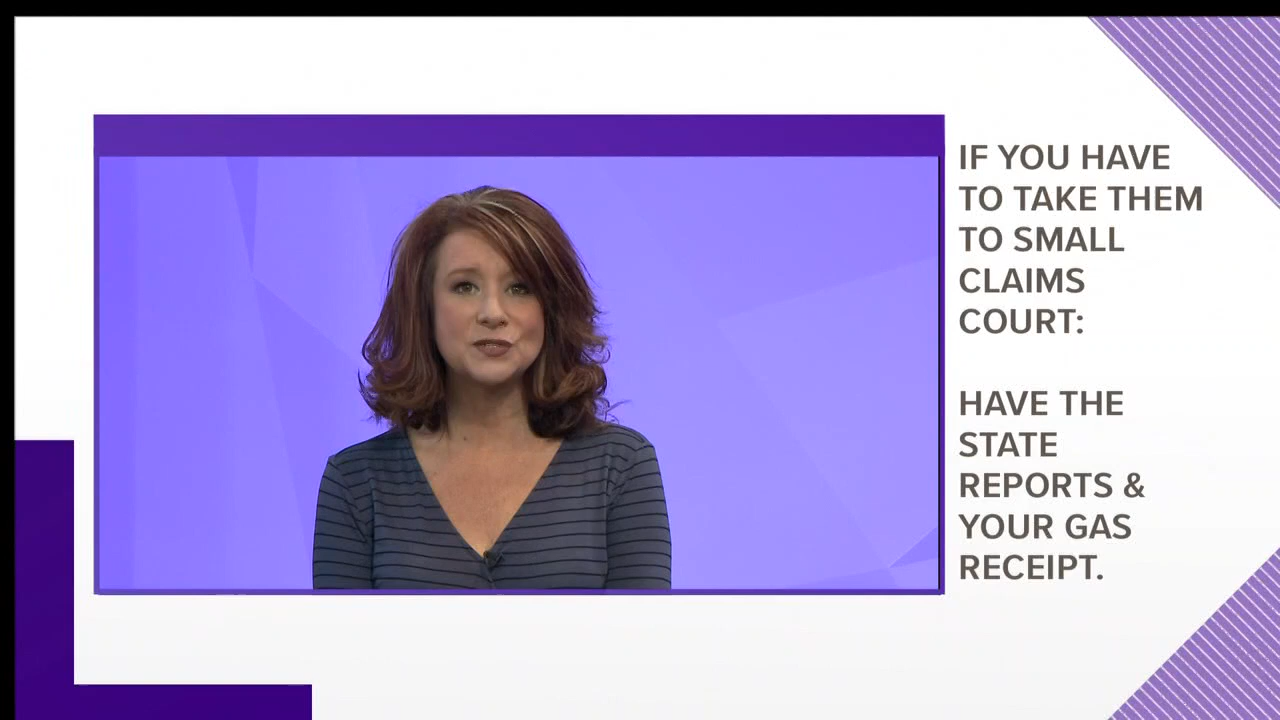 IF YOU HAVE
TO TAKE THEM
TO SMALL
CLAIMS
COURT:
HAVE THE
STATE
REPORTS &
YOUR GAS
RECEIPT.